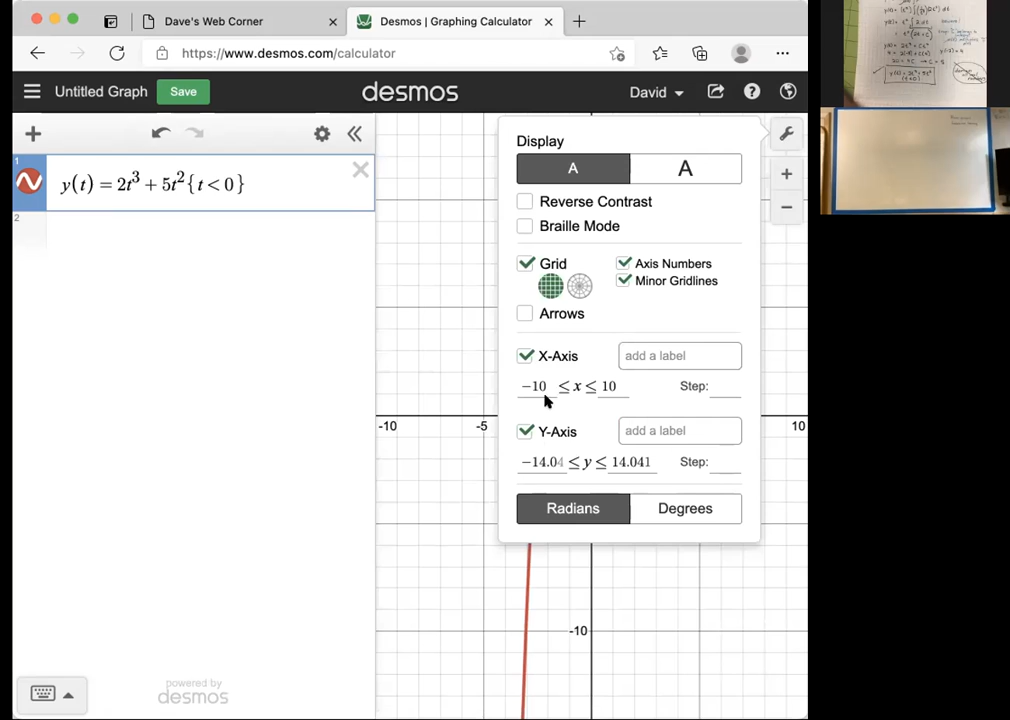 Dave's Web Corner
Desmos | Graphing Calculator
https://www.desmos.com/calculator
Untitled Graph
Save
desmos
David
1
y(t) = 2t³ + 5t² {t < 0}
2
Display
A
A
Reverse Contrast
Braille Mode
Grid
Axis Numbers
Minor Gridlines
Arrows
X-Axis
add a label
−10 ≤ x ≤ 10
Step:
Y-Axis
add a label
−14.04 ≤ y ≤ 14.041
Step:
Radians
Degrees
-10
-5
10
-10
powered by
desmos